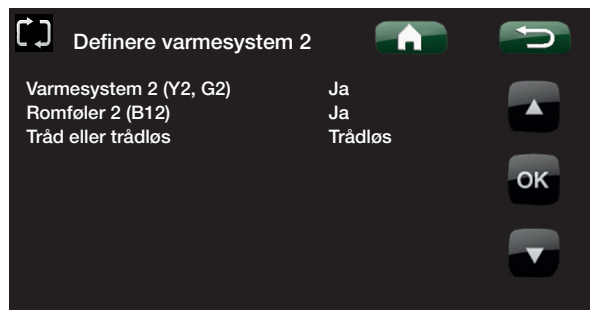 Definere varmesystem 2
Varmesystem 2 (Y2, G2) Ja
Romføler 2 (B12) Ja
Tråd eller trådløs Trådløs
OK